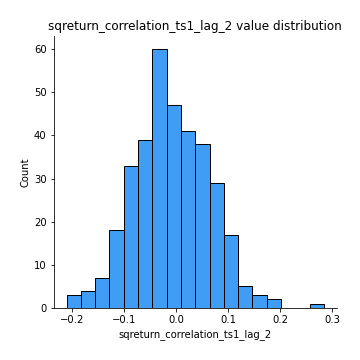 sqreturn_correlation_ts1_lag_2 value distribution
60
50
40
30
20
10
0
Count
−0.2 −0.1 0.0 0.1 0.2 0.3
sqreturn_correlation_ts1_lag_2